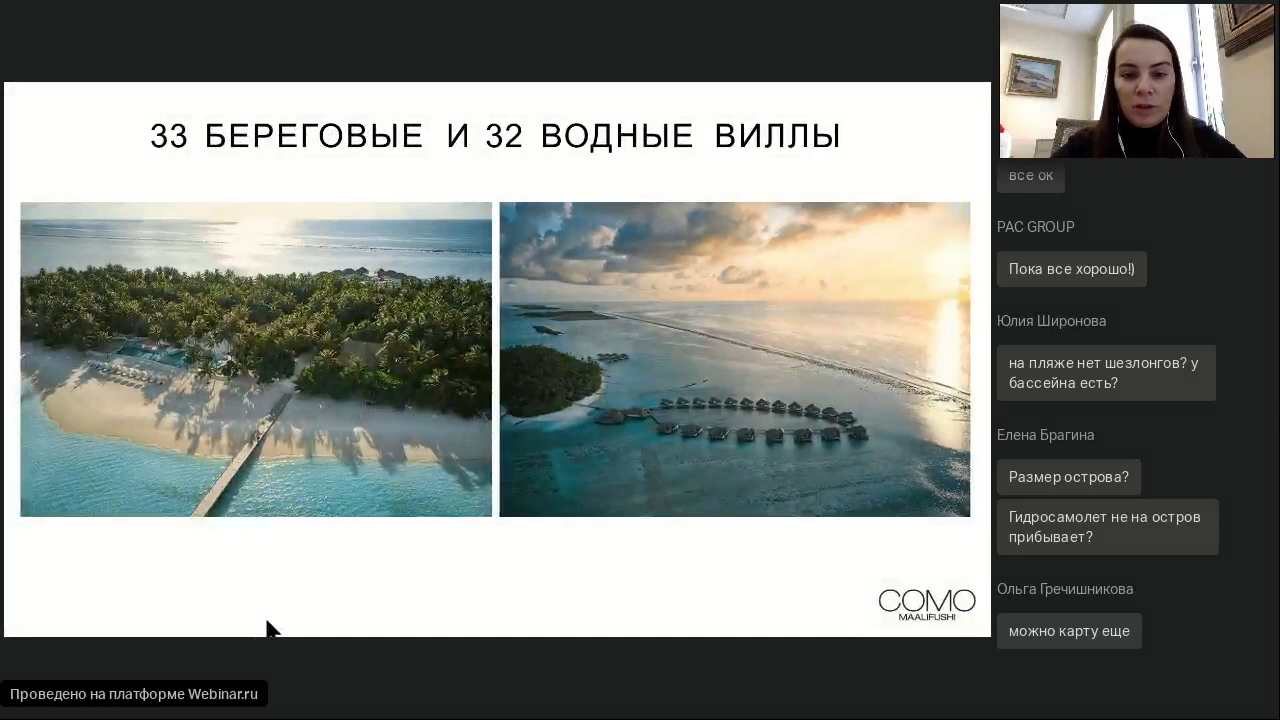 33 БЕРЕГОВЫЕ И 32 ВОДНЫЕ ВИЛЛЫ
COMO
MAALIFUSHI
все ок
PAC GROUP
Пока все хорошо!)
Юлия Широнова
на пляже нет шезлонгов? у
бассейна есть?
Елена Брагина
Размер острова?
Гидросамолет не на остров
прибывает?
Ольга Гречишникова
можно карту еще
Проведено на платформе Webinar.ru